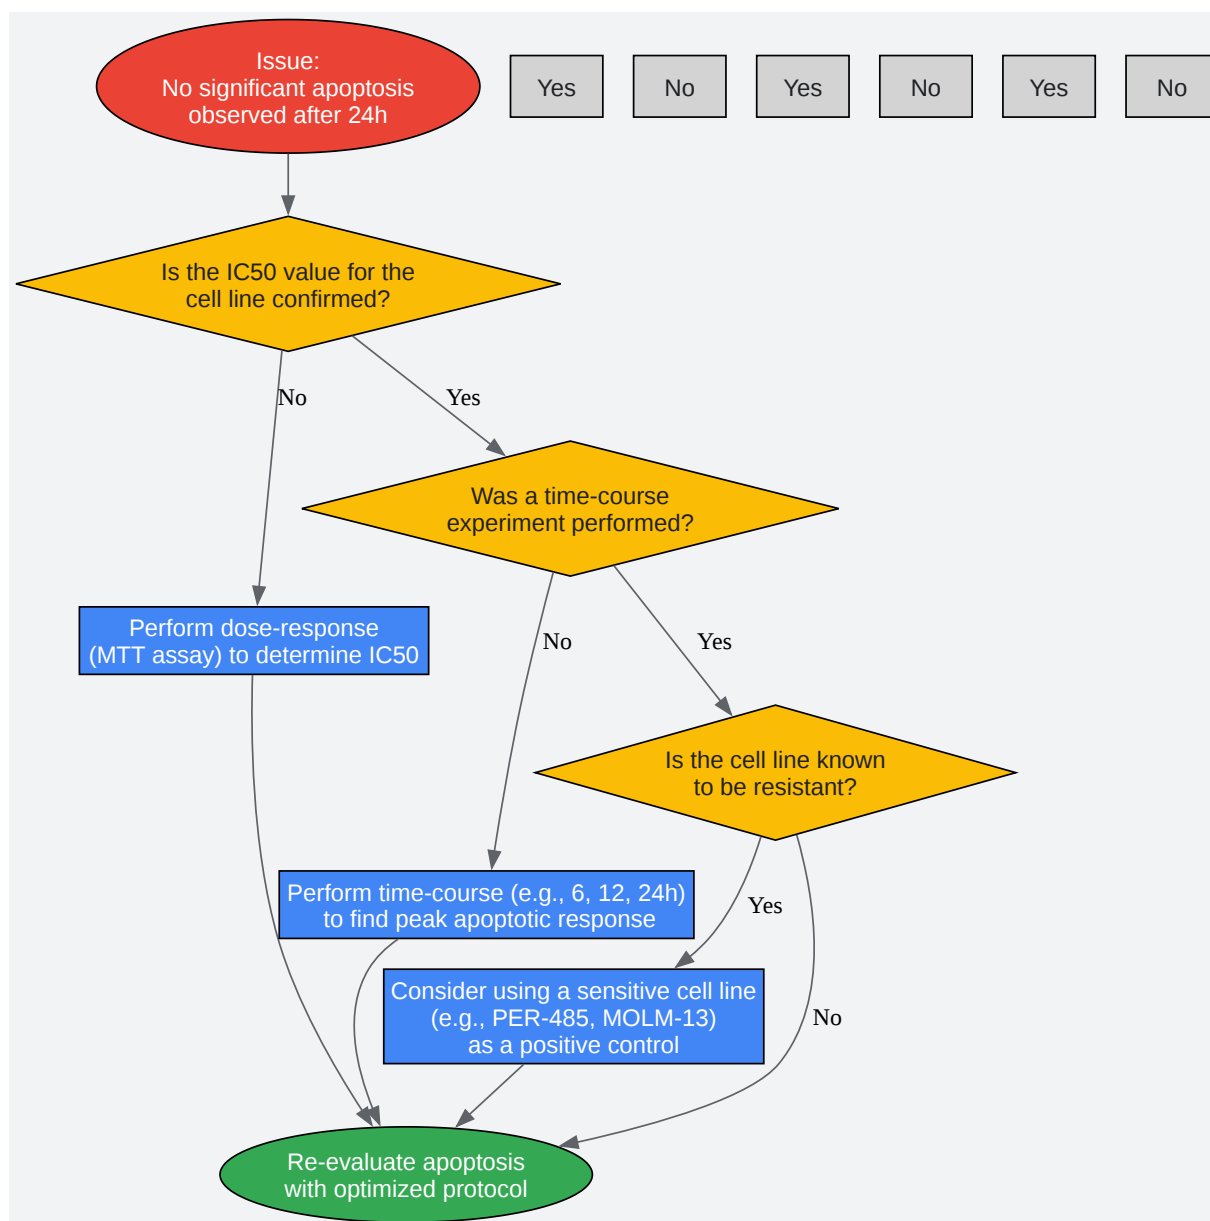 Issue:
No significant apoptosis
observed after 24h
Yes
No
Yes
No
Yes
No
Is the IC50 value for the
cell line confirmed?
No
Yes
Was a time-course
experiment performed?
Perform dose-response
(MTT assay) to determine IC50
No
Yes
Is the cell line known
to be resistant?
Perform time-course (e.g., 6, 12, 24h)
to find peak apoptotic response
Yes
Consider using a sensitive cell line
(e.g., PER-485, MOLM-13)
as a positive control
No
Re-evaluate apoptosis
with optimized protocol